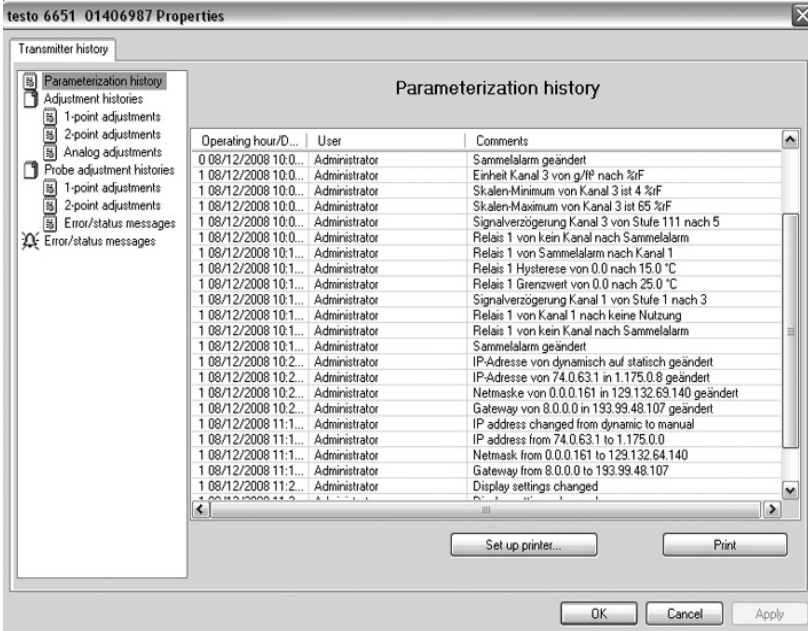 testo 6651 01406987 Properties
Transmitter history
Parameterization history
Adjustment histories
1-point adjustments
2-point adjustments
Analog adjustments
Probe adjustment histories
1-point adjustments
2-point adjustments
Error/status messages
Error/status messages
Parameterization history
Operating hour/D... User Comments
0 08/12/2008 10:0... Administrator Sammelalarm geändert
1 08/12/2008 10:0... Administrator Einheit Kanal 3 von g/ft³ nach %rF
1 08/12/2008 10:0... Administrator Skalen-Minimum von Kanal 3 ist 4 %rF
1 08/12/2008 10:0... Administrator Skalen-Maximum von Kanal 3 ist 65 %rF
1 08/12/2008 10:0... Administrator Signalverzögerung Kanal 3 von Stufe 111 nach 5
1 08/12/2008 10:0... Administrator Relais 1 von kein Kanal nach Sammelalarm
1 08/12/2008 10:1... Administrator Relais 1 von Sammelalarm nach Kanal 1
1 08/12/2008 10:1... Administrator Relais 1 Hysterese von 0.0 nach 15.0 °C
1 08/12/2008 10:1... Administrator Relais 1 Grenzwert von 0.0 nach 25.0 °C
1 08/12/2008 10:1... Administrator Signalverzögerung Kanal 1 von Stufe 1 nach 3
1 08/12/2008 10:1... Administrator Relais 1 von Kanal 1 nach keine Nutzung
1 08/12/2008 10:1... Administrator Relais 1 von kein Kanal nach Sammelalarm
1 08/12/2008 10:1... Administrator Sammelalarm geändert
1 08/12/2008 10:2... Administrator IP-Adresse von dynamisch auf statisch geändert
1 08/12/2008 10:2... Administrator IP-Adresse von 74.0.63.1 in 1.175.0.8 geändert
1 08/12/2008 10:2... Administrator Netmaske von 0.0.0.161 in 129.132.69.140 geändert
1 08/12/2008 10:2... Administrator Gateway von 8.0.0.0 in 193.99.48.107 geändert
1 08/12/2008 11:1... Administrator IP address changed from dynamic to manual
1 08/12/2008 11:1... Administrator IP address from 74.0.63.1 to 1.175.0.0
1 08/12/2008 11:1... Administrator Netmask from 0.0.0.161 to 129.132.64.140
1 08/12/2008 11:1... Administrator Gateway from 8.0.0.0 to 193.99.48.107
1 08/12/2008 11:2... Administrator Display settings changed
Set up printer... Print
OK Cancel Apply